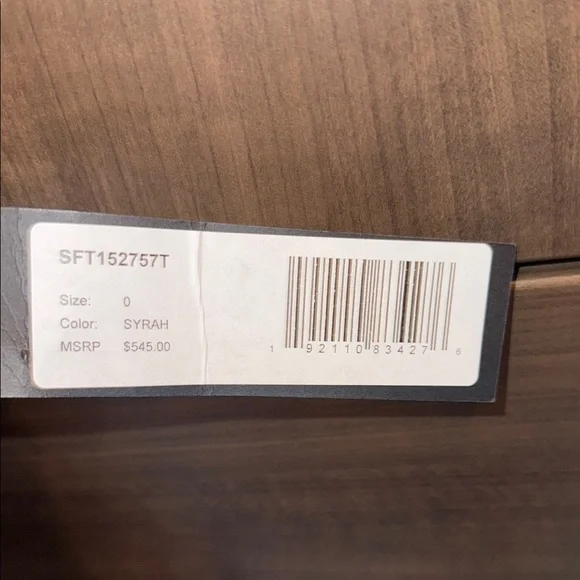 SFT152757T
Size: 0
Color: SYRAH
MSRP $545.00
1 92110 83427 6